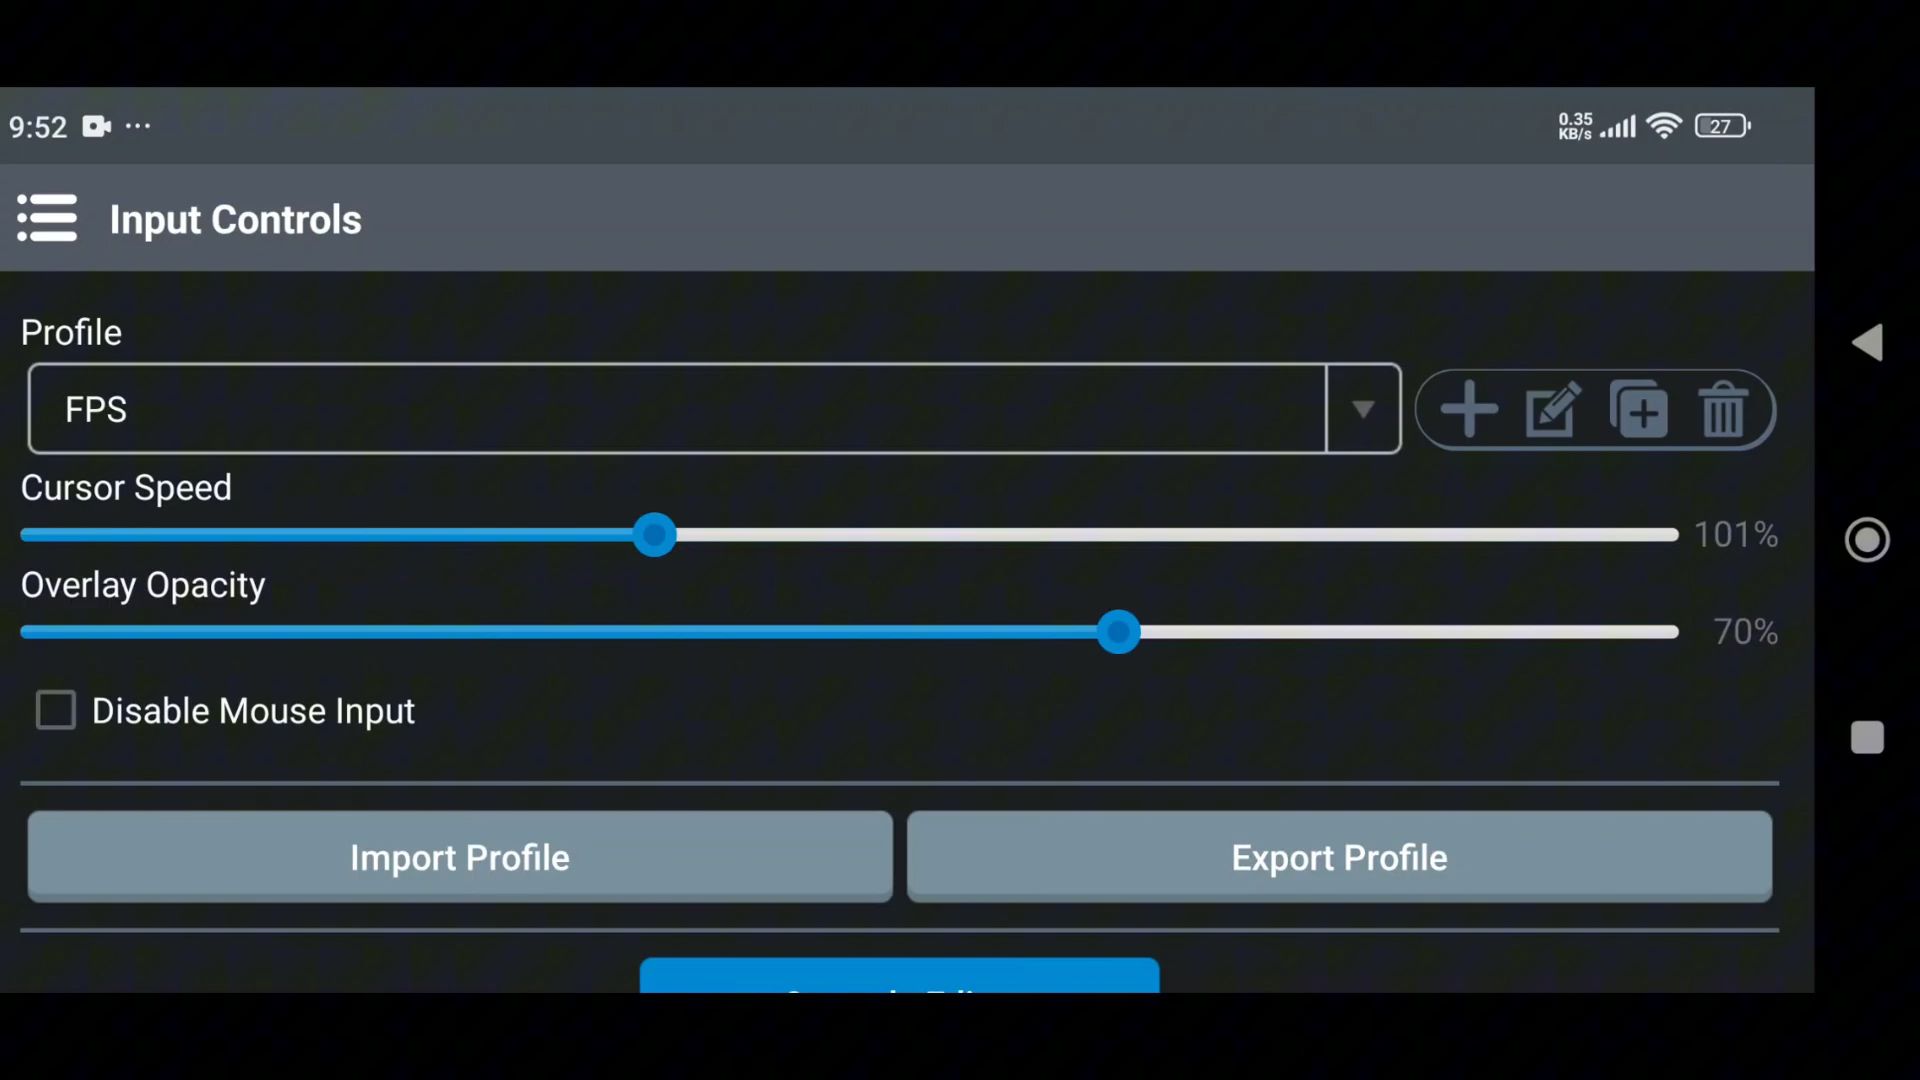 9:52 ...
0.35
KB/s
27
Input Controls
Profile
FPS
Cursor Speed
101%
Overlay Opacity
70%
Disable Mouse Input
Import Profile
Export Profile